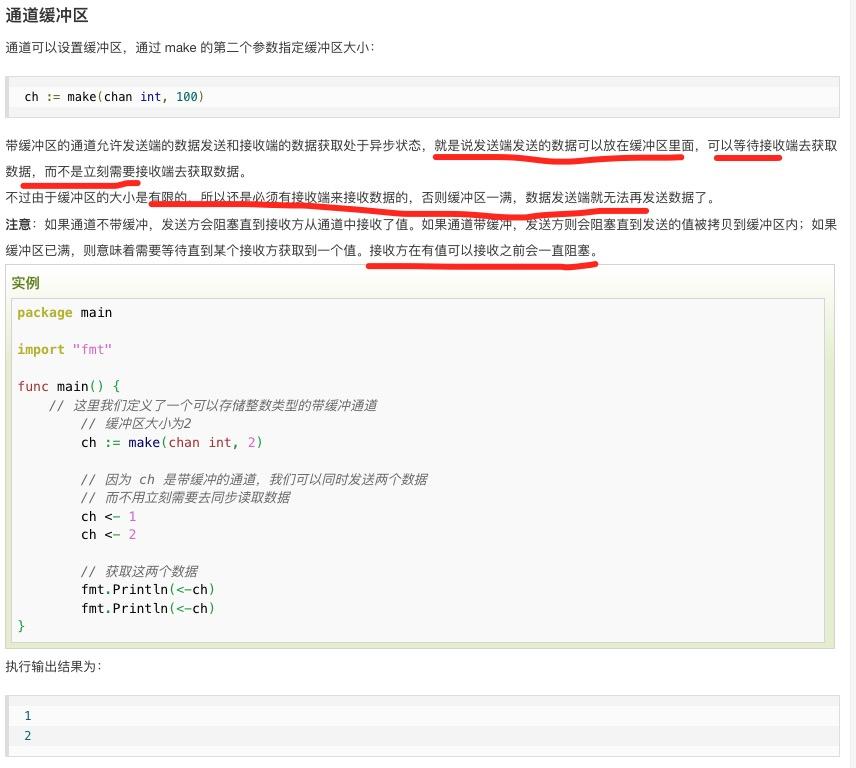 通道缓冲区
通道可以设置缓冲区，通过 make 的第二个参数指定缓冲区大小：
ch := make(chan int, 100)
带缓冲区的通道允许发送端的数据发送和接收端的数据获取处于异步状态，就是说发送端发送的数据可以放在缓冲区里面，可以等待接收端去获取
数据，而不是立刻需要接收端去获取数据。
不过由于缓冲区的大小是有限的，所以还是必须有接收端来接收数据的，否则缓冲区一满，数据发送端就无法再发送数据了。
注意：如果通道不带缓冲，发送方会阻塞直到接收方从通道中接收了值。如果通道带缓冲，发送方则会阻塞直到发送的值被拷贝到缓冲区内；如果
缓冲区已满，则意味着需要等待直到某个接收方获取到一个值。接收方在有值可以接收之前会一直阻塞。
实例
package main
import "fmt"
func main() {
// 这里我们定义了一个可以存储整数类型的带缓冲通道
// 缓冲区大小为2
ch := make(chan int, 2)
// 因为 ch 是带缓冲的通道，我们可以同时发送两个数据
// 而不用立刻需要去同步读取数据
ch <- 1
ch <- 2
// 获取这两个数据
fmt.Println(<-ch)
fmt.Println(<-ch)
}
执行输出结果为：
1
2